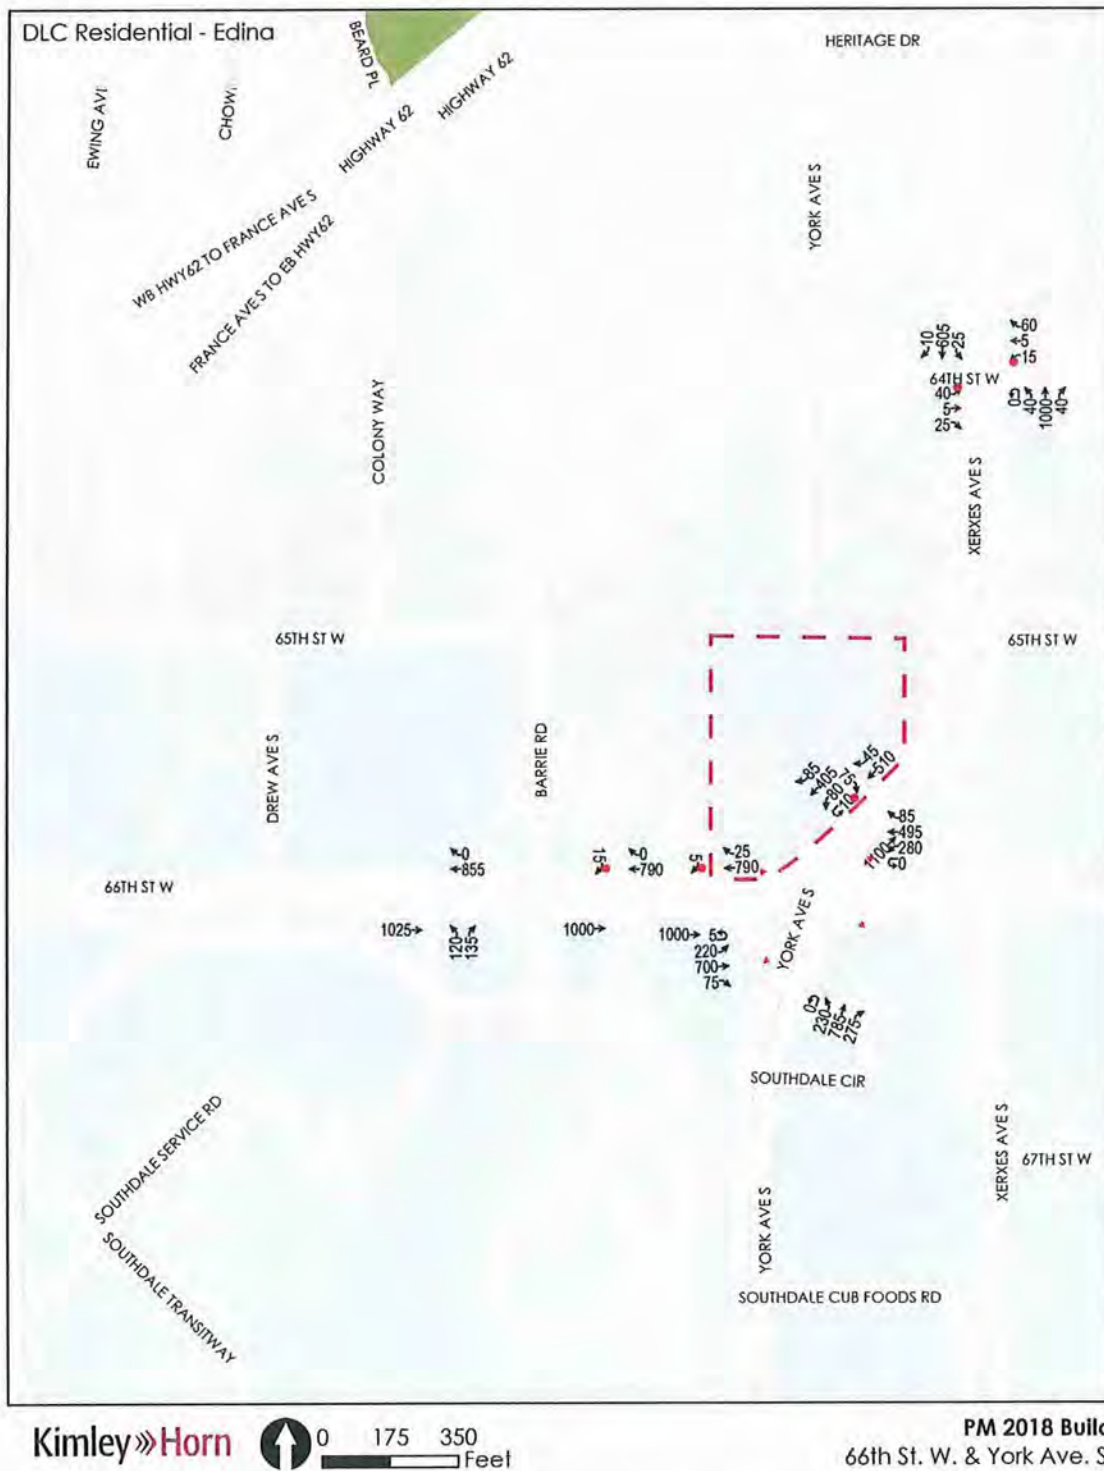 DLC Residential - Edina
BEARD PL
HERITAGE DR
EWING AVE
CHOW
HIGHWAY 62
HIGHWAY 62
YORK AVE S
WB HWY62 TO FRANCE AVE S
FRANCE AVE S TO EB HWY62
10
605
25
60
5
15
64TH ST W
40
5
25
0
40
1000
40
COLONY WAY
XERXES AVE S
65TH ST W
65TH ST W
DREW AVE S
BARRIE RD
85
405
80
10
75
45
510
85
495
280
0
1100
0
855
15
0
790
5
25
790
66TH ST W
1025
120
135
1000
1000
5
220
700
75
YORK AVE S
0
230
785
275
SOUTHDALE CIR
SOUTHDALE SERVICE RD
XERXES AVE S
67TH ST W
SOUTHDALE TRANSITWAY
YORK AVE S
SOUTHDALE CUB FOODS RD
Kimley»Horn
0 175 350
Feet
PM 2018 Build
66th St. W. & York Ave. S